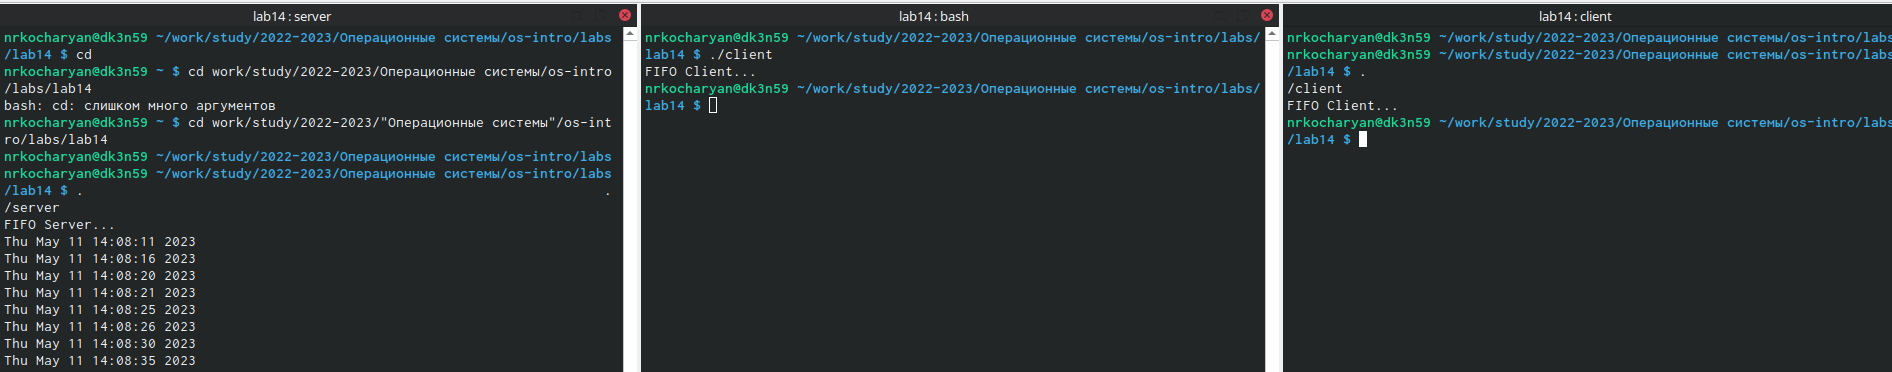 lab14 : server
nrkocharyan@dk3n59 ~/work/study/2022-2023/Операционные системы/os-intro/labs
/lab14 $ cd
nrkocharyan@dk3n59 ~ $ cd work/study/2022-2023/Операционные системы/os-intro
/labs/lab14
bash: cd: слишком много аргументов
nrkocharyan@dk3n59 ~ $ cd work/study/2022-2023/"Операционные системы"/os-int
ro/labs/lab14
nrkocharyan@dk3n59 ~/work/study/2022-2023/Операционные системы/os-intro/labs
nrkocharyan@dk3n59 ~/work/study/2022-2023/Операционные системы/os-intro/labs
/lab14 $ . .
/server
FIFO Server...
Thu May 11 14:08:11 2023
Thu May 11 14:08:16 2023
Thu May 11 14:08:20 2023
Thu May 11 14:08:21 2023
Thu May 11 14:08:25 2023
Thu May 11 14:08:26 2023
Thu May 11 14:08:30 2023
Thu May 11 14:08:35 2023
lab14 : bash
nrkocharyan@dk3n59 ~/work/study/2022-2023/Операционные системы/os-intro/labs/
lab14 $ ./client
FIFO Client...
nrkocharyan@dk3n59 ~/work/study/2022-2023/Операционные системы/os-intro/labs/
lab14 $
lab14 : client
nrkocharyan@dk3n59 ~/work/study/2022-2023/Операционные системы/os-intro/labs
nrkocharyan@dk3n59 ~/work/study/2022-2023/Операционные системы/os-intro/labs
/lab14 $ .
/client
FIFO Client...
nrkocharyan@dk3n59 ~/work/study/2022-2023/Операционные системы/os-intro/labs
/lab14 $